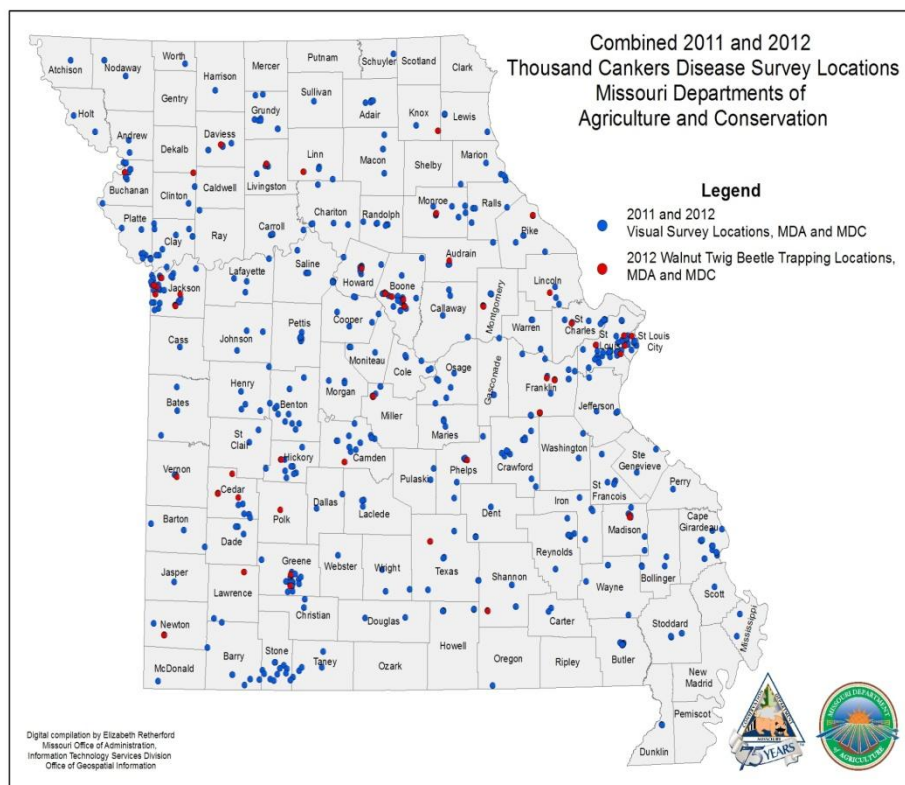 Combined 2011 and 2012
Thousand Cankers Disease Survey Locations
Missouri Departments of
Agriculture and Conservation
Legend
2011 and 2012
Visual Survey Locations, MDA and MDC
2012 Walnut Twig Beetle Trapping Locations,
MDA and MDC
Atchison
Nodaway
Worth
Harrison
Mercer
Putnam
Schuyler
Scotland
Clark
Holt
Gentry
Sullivan
Grundy
Adair
Knox
Lewis
Andrew
Dekalb
Daviess
Linn
Macon
Shelby
Marion
Buchanan
Clinton
Caldwell
Livingston
Monroe
Ralls
Platte
Clay
Ray
Carroll
Chariton
Randolph
Pike
Audrain
Jackson
Lafayette
Saline
Howard
Boone
Callaway
Montgomery
Lincoln
Warren
St
Charles
St
Louis
St Louis
City
Cass
Johnson
Pettis
Cooper
Moniteau
Cole
Osage
Gasconade
Franklin
Jefferson
Bates
Henry
Benton
Morgan
Miller
Maries
St
Clair
Camden
Washington
Ste
Genevieve
Vernon
Hickory
Pulaski
Phelps
Crawford
St
Francois
Perry
Cedar
Polk
Dallas
Laclede
Dent
Iron
Madison
Cape
Girardeau
Barton
Dade
Reynolds
Bollinger
Jasper
Greene
Webster
Wright
Texas
Shannon
Wayne
Scott
Lawrence
Christian
Douglas
Carter
Stoddard
Mississippi
Newton
Howell
Butler
McDonald
Barry
Stone
Taney
Ozark
Oregon
Ripley
New
Madrid
Pemiscot
Dunklin
Digital compilation by Elizabeth Retherford
Missouri Office of Administration,
Information Technology Services Division
Office of Geospatial Information
75 YEARS
MISSOURI DEPARTMENT
of AGRICULTURE